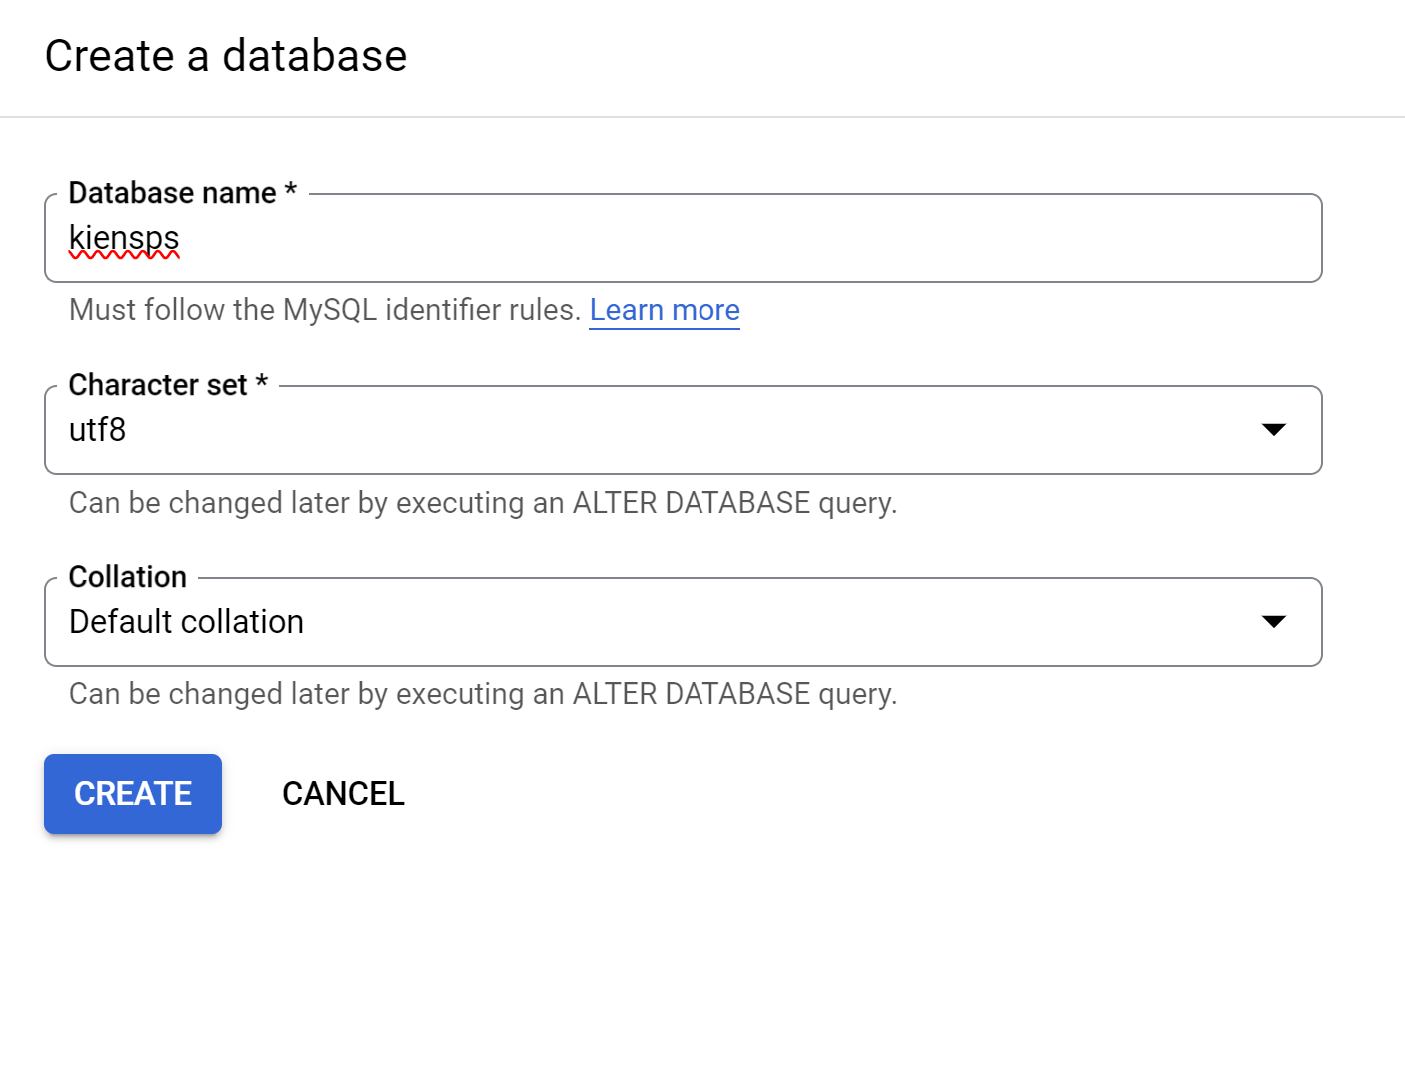 Create a database
Database name *
kiensps
Must follow the MySQL identifier rules. Learn more
Character set *
utf8
Can be changed later by executing an ALTER DATABASE query.
Collation
Default collation
Can be changed later by executing an ALTER DATABASE query.
CREATE CANCEL